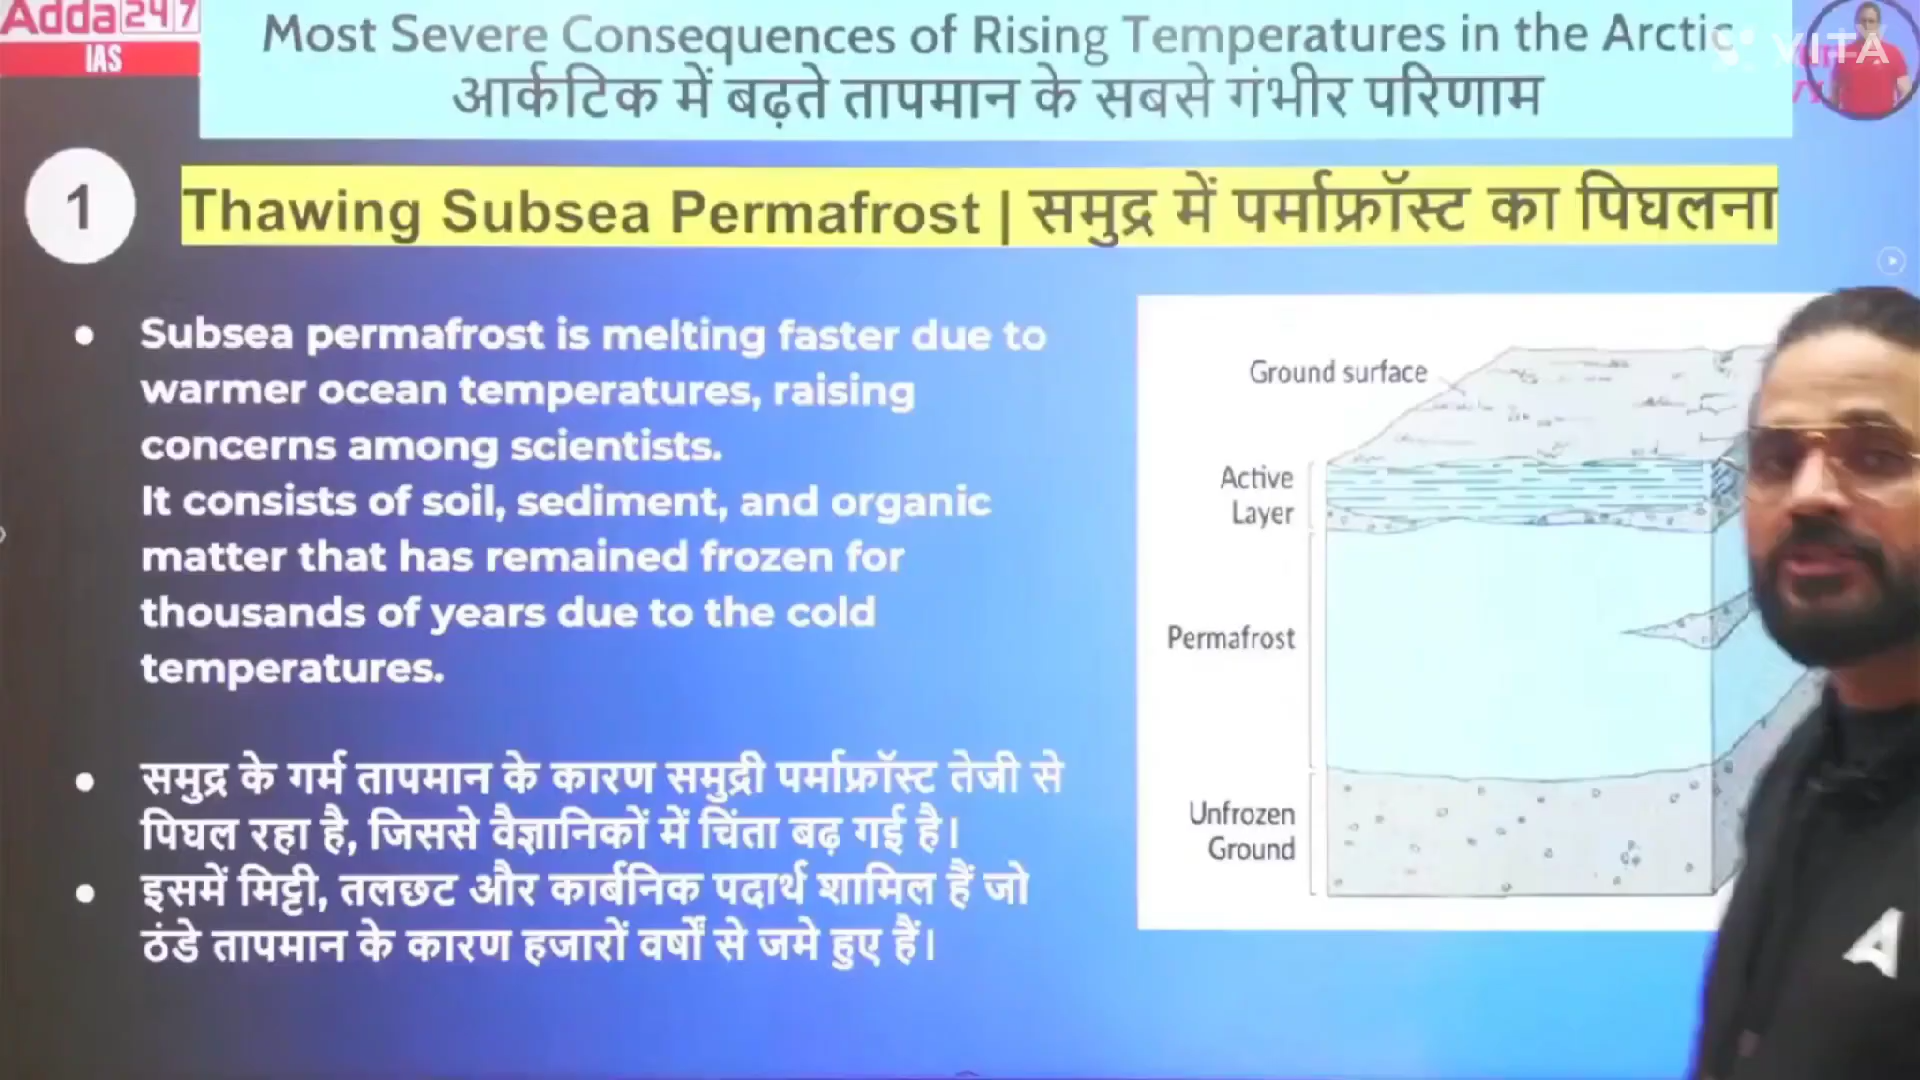 Adda247
IAS
Most Severe Consequences of Rising Temperatures in the Arctic
VITA
आर्कटिक में बढ़ते तापमान के सबसे गंभीर परिणाम
1
Thawing Subsea Permafrost | समुद्र में पर्माफ्रॉस्ट का पिघलना
• Subsea permafrost is melting faster due to
warmer ocean temperatures, raising
concerns among scientists.
It consists of soil, sediment, and organic
matter that has remained frozen for
thousands of years due to the cold
temperatures.
• समुद्र के गर्म तापमान के कारण समुद्री पर्माफ्रॉस्ट तेजी से
पिघल रहा है, जिससे वैज्ञानिकों में चिंता बढ़ गई है।
• इसमें मिट्टी, तलछट और कार्बनिक पदार्थ शामिल हैं जो
ठंडे तापमान के कारण हजारों वर्षों से जमे हुए हैं।
Ground surface
Active
Layer
Permafrost
Unfrozen
Ground